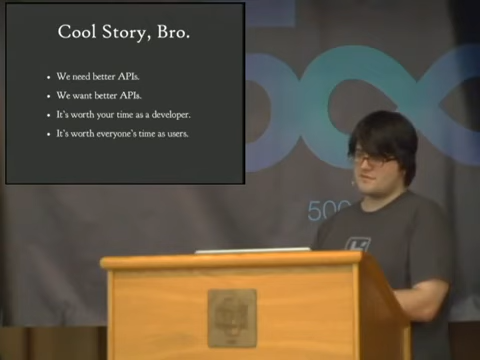 Cool Story, Bro.
• We need better APIs.
• We want better APIs.
• It's worth your time as a developer.
• It's worth everyone's time as users.